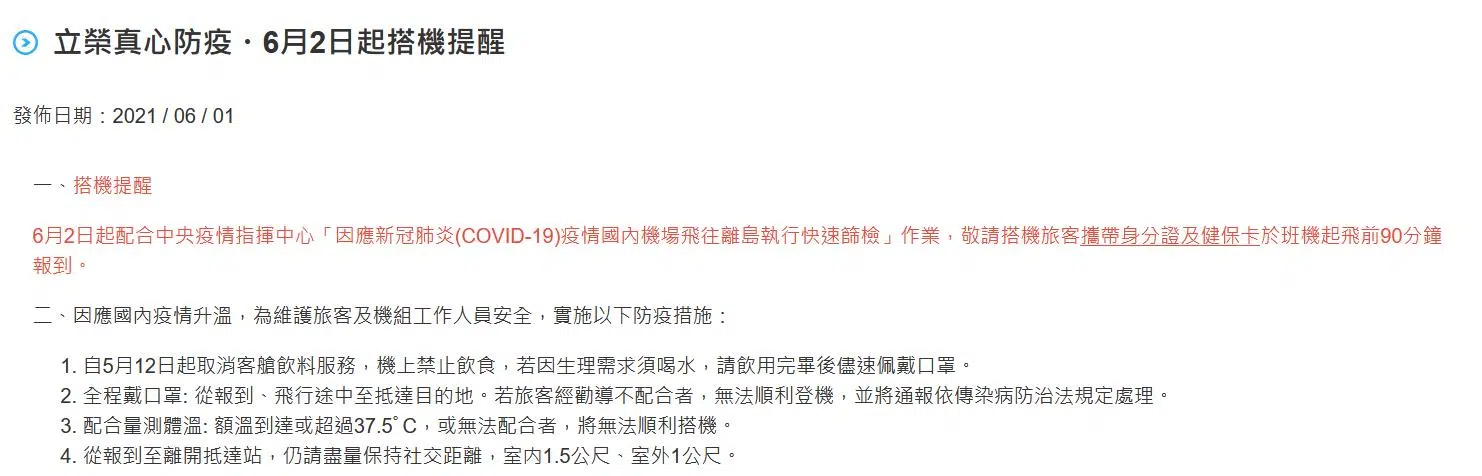 立榮真心防疫．6月2日起搭機提醒
發佈日期：2021 / 06 / 01
一、搭機提醒
6月2日起配合中央疫情指揮中心「因應新冠肺炎(COVID-19)疫情國內機場飛往離島執行快速篩檢」作業，敬請搭機旅客攜帶身分證及健保卡於班機起飛前90分鐘
報到。
二、因應國內疫情升溫，為維護旅客及機組工作人員安全，實施以下防疫措施：
1. 自5月12日起取消客艙飲料服務，機上禁止飲食，若因生理需求須喝水，請飲用完畢後儘速佩戴口罩。
2. 全程戴口罩: 從報到、飛行途中至抵達目的地。若旅客經勸導不配合者，無法順利登機，並將通報依傳染病防治法規定處理。
3. 配合量測體溫: 額溫到達或超過37.5˚C，或無法配合者，將無法順利搭機。
4. 從報到至離開抵達站，仍請盡量保持社交距離，室內1.5公尺、室外1公尺。